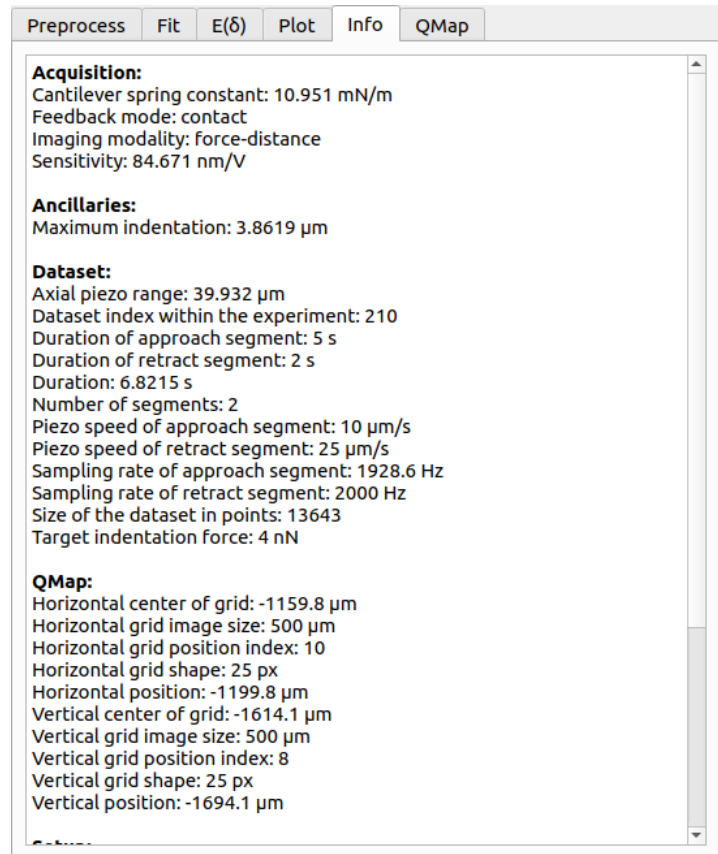 Preprocess Fit E(δ) Plot Info QMap
Acquisition:
Cantilever spring constant: 10.951 mN/m
Feedback mode: contact
Imaging modality: force-distance
Sensitivity: 84.671 nm/V
Ancillaries:
Maximum indentation: 3.8619 µm
Dataset:
Axial piezo range: 39.932 µm
Dataset index within the experiment: 210
Duration of approach segment: 5 s
Duration of retract segment: 2 s
Duration: 6.8215 s
Number of segments: 2
Piezo speed of approach segment: 10 µm/s
Piezo speed of retract segment: 25 µm/s
Sampling rate of approach segment: 1928.6 Hz
Sampling rate of retract segment: 2000 Hz
Size of the dataset in points: 13643
Target indentation force: 4 nN
QMap:
Horizontal center of grid: -1159.8 µm
Horizontal grid image size: 500 µm
Horizontal grid position index: 10
Horizontal grid shape: 25 px
Horizontal position: -1199.8 µm
Vertical center of grid: -1614.1 µm
Vertical grid image size: 500 µm
Vertical grid position index: 8
Vertical grid shape: 25 px
Vertical position: -1694.1 µm